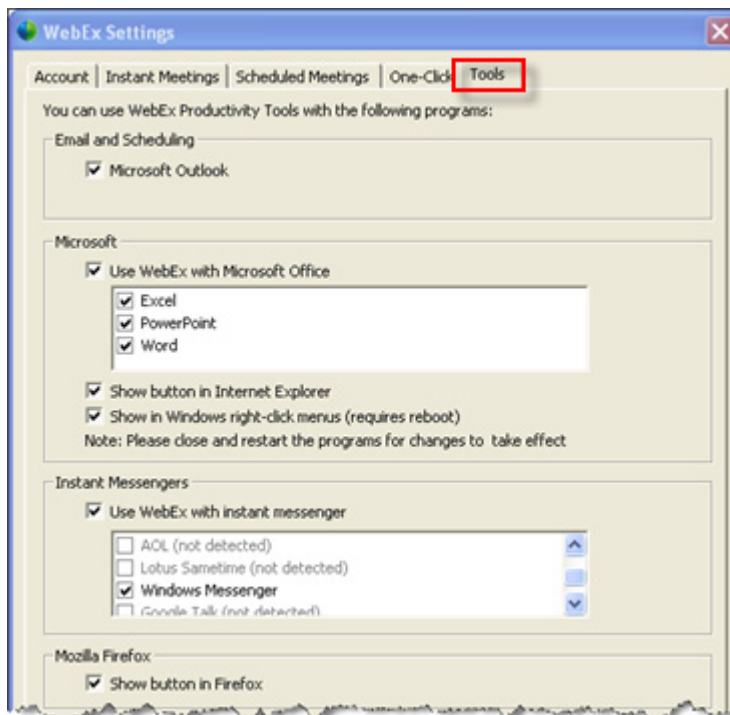 WebEx Settings
Account Instant Meetings Scheduled Meetings One-Click Tools
You can use WebEx Productivity Tools with the following programs:
Email and Scheduling
Microsoft Outlook
Microsoft
Use WebEx with Microsoft Office
Excel
PowerPoint
Word
Show button in Internet Explorer
Show in Windows right-click menus (requires reboot)
Note: Please close and restart the programs for changes to take effect
Instant Messengers
Use WebEx with instant messenger
AOL (not detected)
Lotus Sametime (not detected)
Windows Messenger
Google Talk (not detected)
Mozilla Firefox
Show button in Firefox